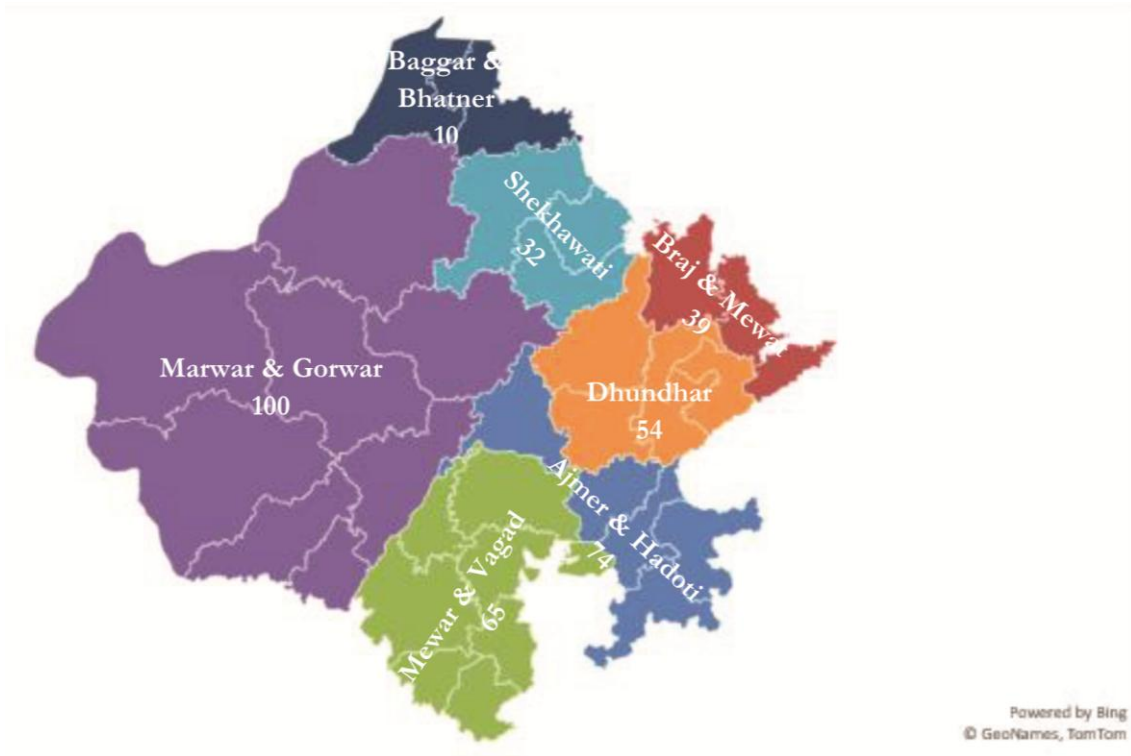 Baggar &
Bhatner
10
Shekhawati
32
Braj & Mewat
39
Marwar & Gorwar
100
Dhundhar
54
Ajmer & Hadoti
74
Mewar & Vagad
65
Powered by Bing
© GeoNames, TomTom